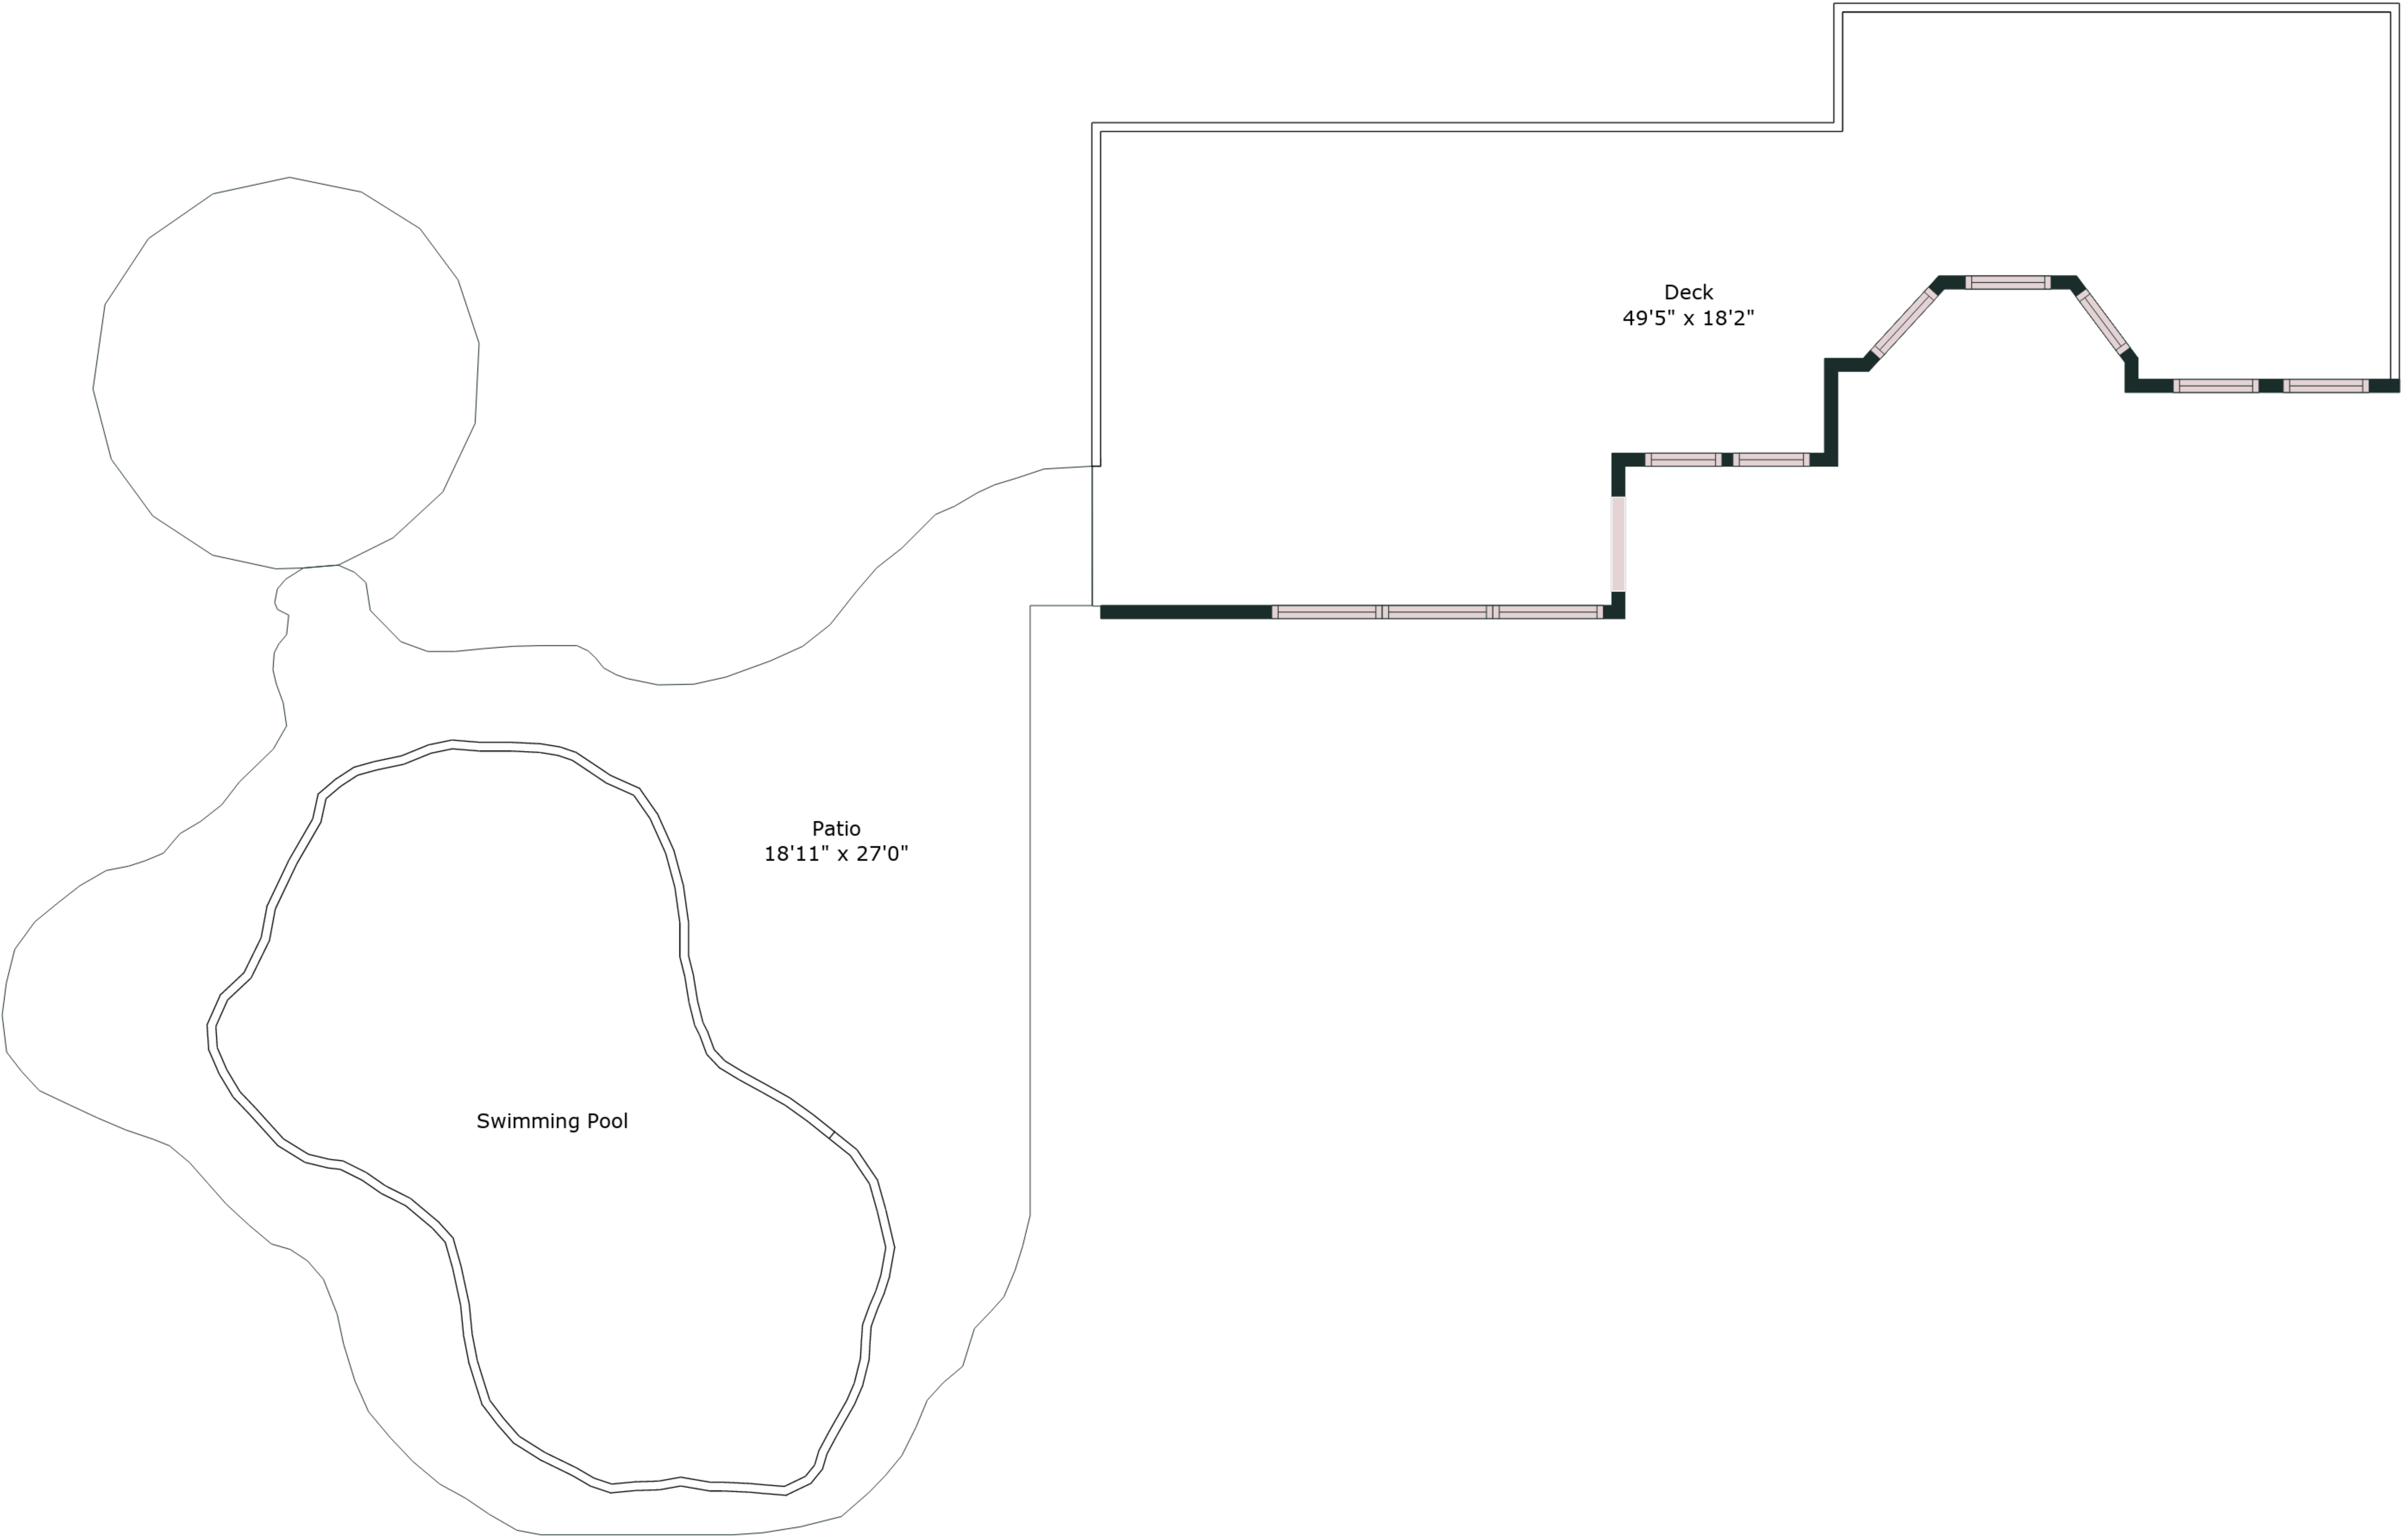 Deck
49'5" x 18'2"
Patio
18'11" x 27'0"
Swimming Pool